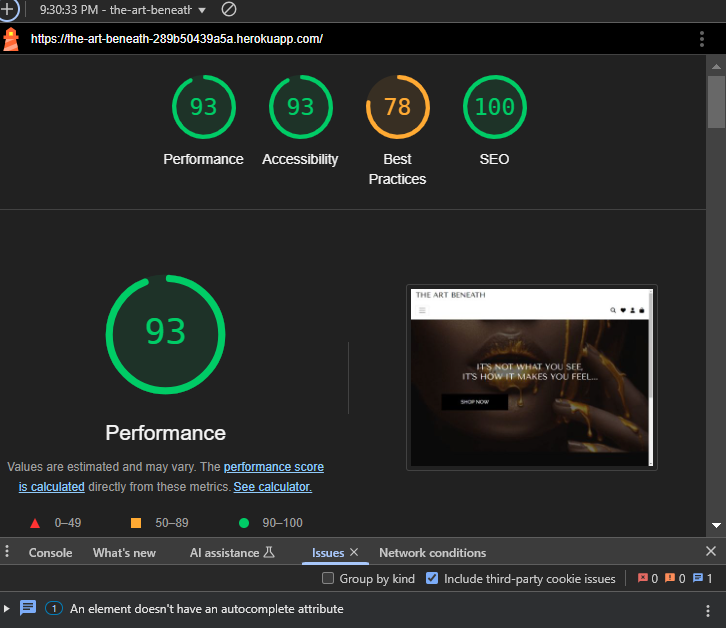 9:30:33 PM - the-art-beneath
https://the-art-beneath-289b50439a5a.herokuapp.com/
93
93
78
100
Performance
Accessibility
Best
Practices
SEO
93
Performance
Values are estimated and may vary. The performance score
is calculated directly from these metrics. See calculator.
0–49
50–89
90–100
THE ART BENEATH
IT'S NOT WHAT YOU SEE,
IT'S HOW IT MAKES YOU FEEL...
SHOP NOW
Console
What's new
AI assistance
Issues
Network conditions
Group by kind
Include third-party cookie issues
0
0
1
1
An element doesn't have an autocomplete attribute